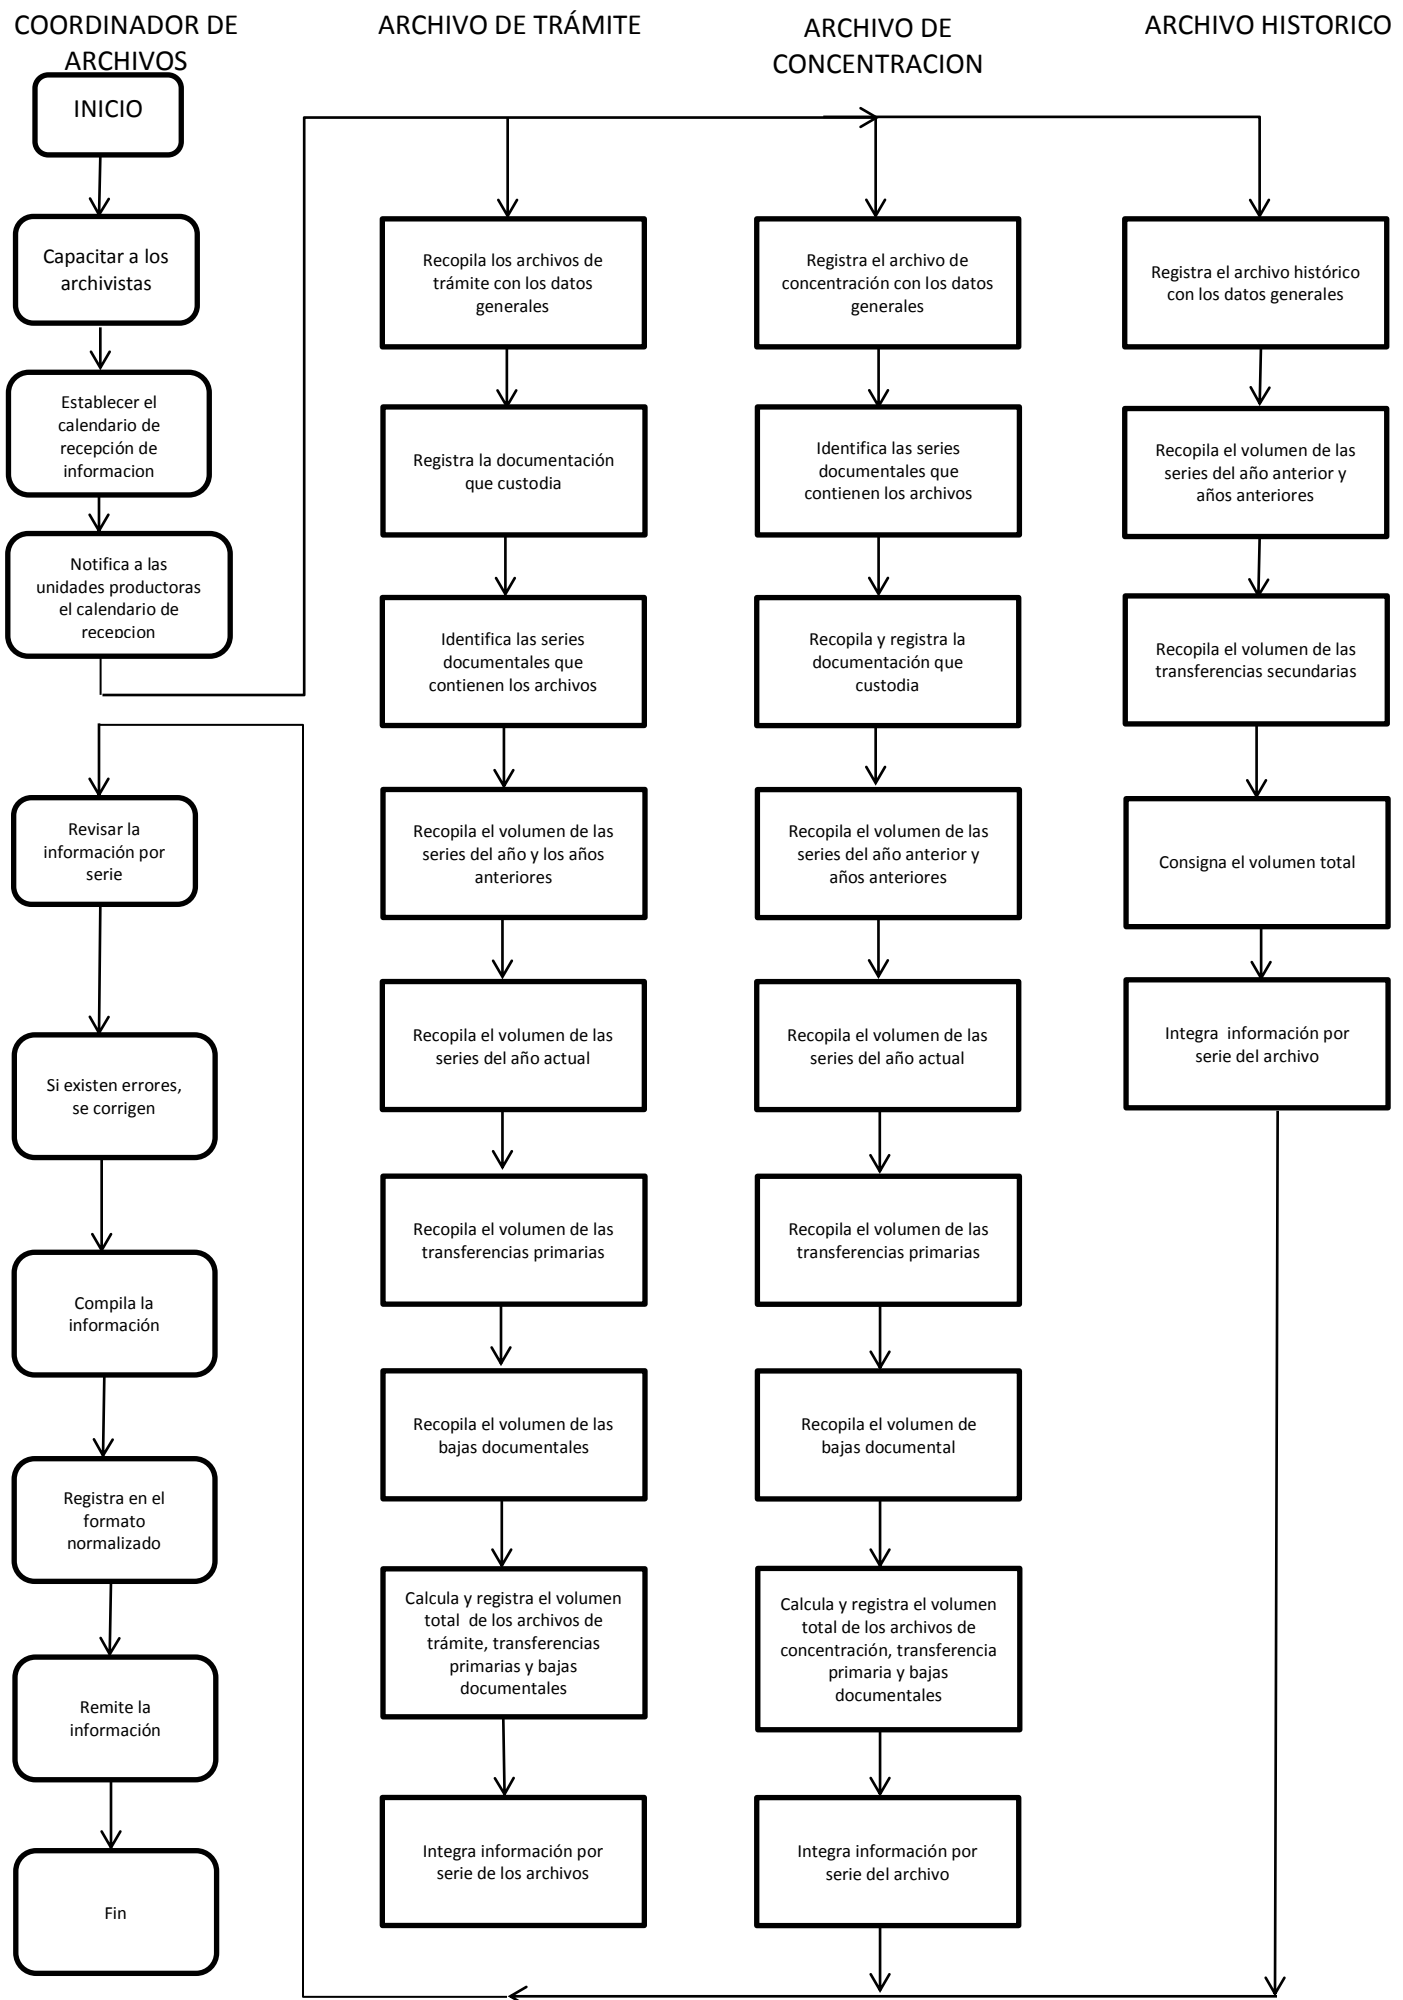 COORDINADOR DE
ARCHIVOS
INICIO
Capacitar a los
archivistas
Establecer el
calendario de
recepción de
informacion
Notifica a las
unidades productoras
el calendario de
recepcion
Revisar la
información por
serie
Si existen errores,
se corrigen
Compila la
información
Registra en el
formato
normalizado
Remite la
información
Fin
ARCHIVO DE TRÁMITE
Recopila los archivos de
trámite con los datos
generales
Registra la documentación
que custodia
Identifica las series
documentales que
contienen los archivos
Recopila el volumen de las
series del año y los años
anteriores
Recopila el volumen de las
series del año actual
Recopila el volumen de las
transferencias primarias
Recopila el volumen de las
bajas documentales
Calcula y registra el volumen
total de los archivos de
trámite, transferencias
primarias y bajas
documentales
Integra información por
serie de los archivos
ARCHIVO DE
CONCENTRACION
Registra el archivo de
concentración con los datos
generales
Identifica las series
documentales que
contienen los archivos
Recopila y registra la
documentación que
custodia
Recopila el volumen de las
series del año anterior y
años anteriores
Recopila el volumen de las
series del año actual
Recopila el volumen de las
transferencias primarias
Recopila el volumen de
bajas documental
Calcula y registra el volumen
total de los archivos de
concentración, transferencia
primaria y bajas
documentales
Integra información por
serie del archivo
ARCHIVO HISTORICO
Registra el archivo histórico
con los datos generales
Recopila el volumen de las
series del año anterior y
años anteriores
Recopila el volumen de las
transferencias secundarias
Consigna el volumen total
Integra información por
serie del archivo